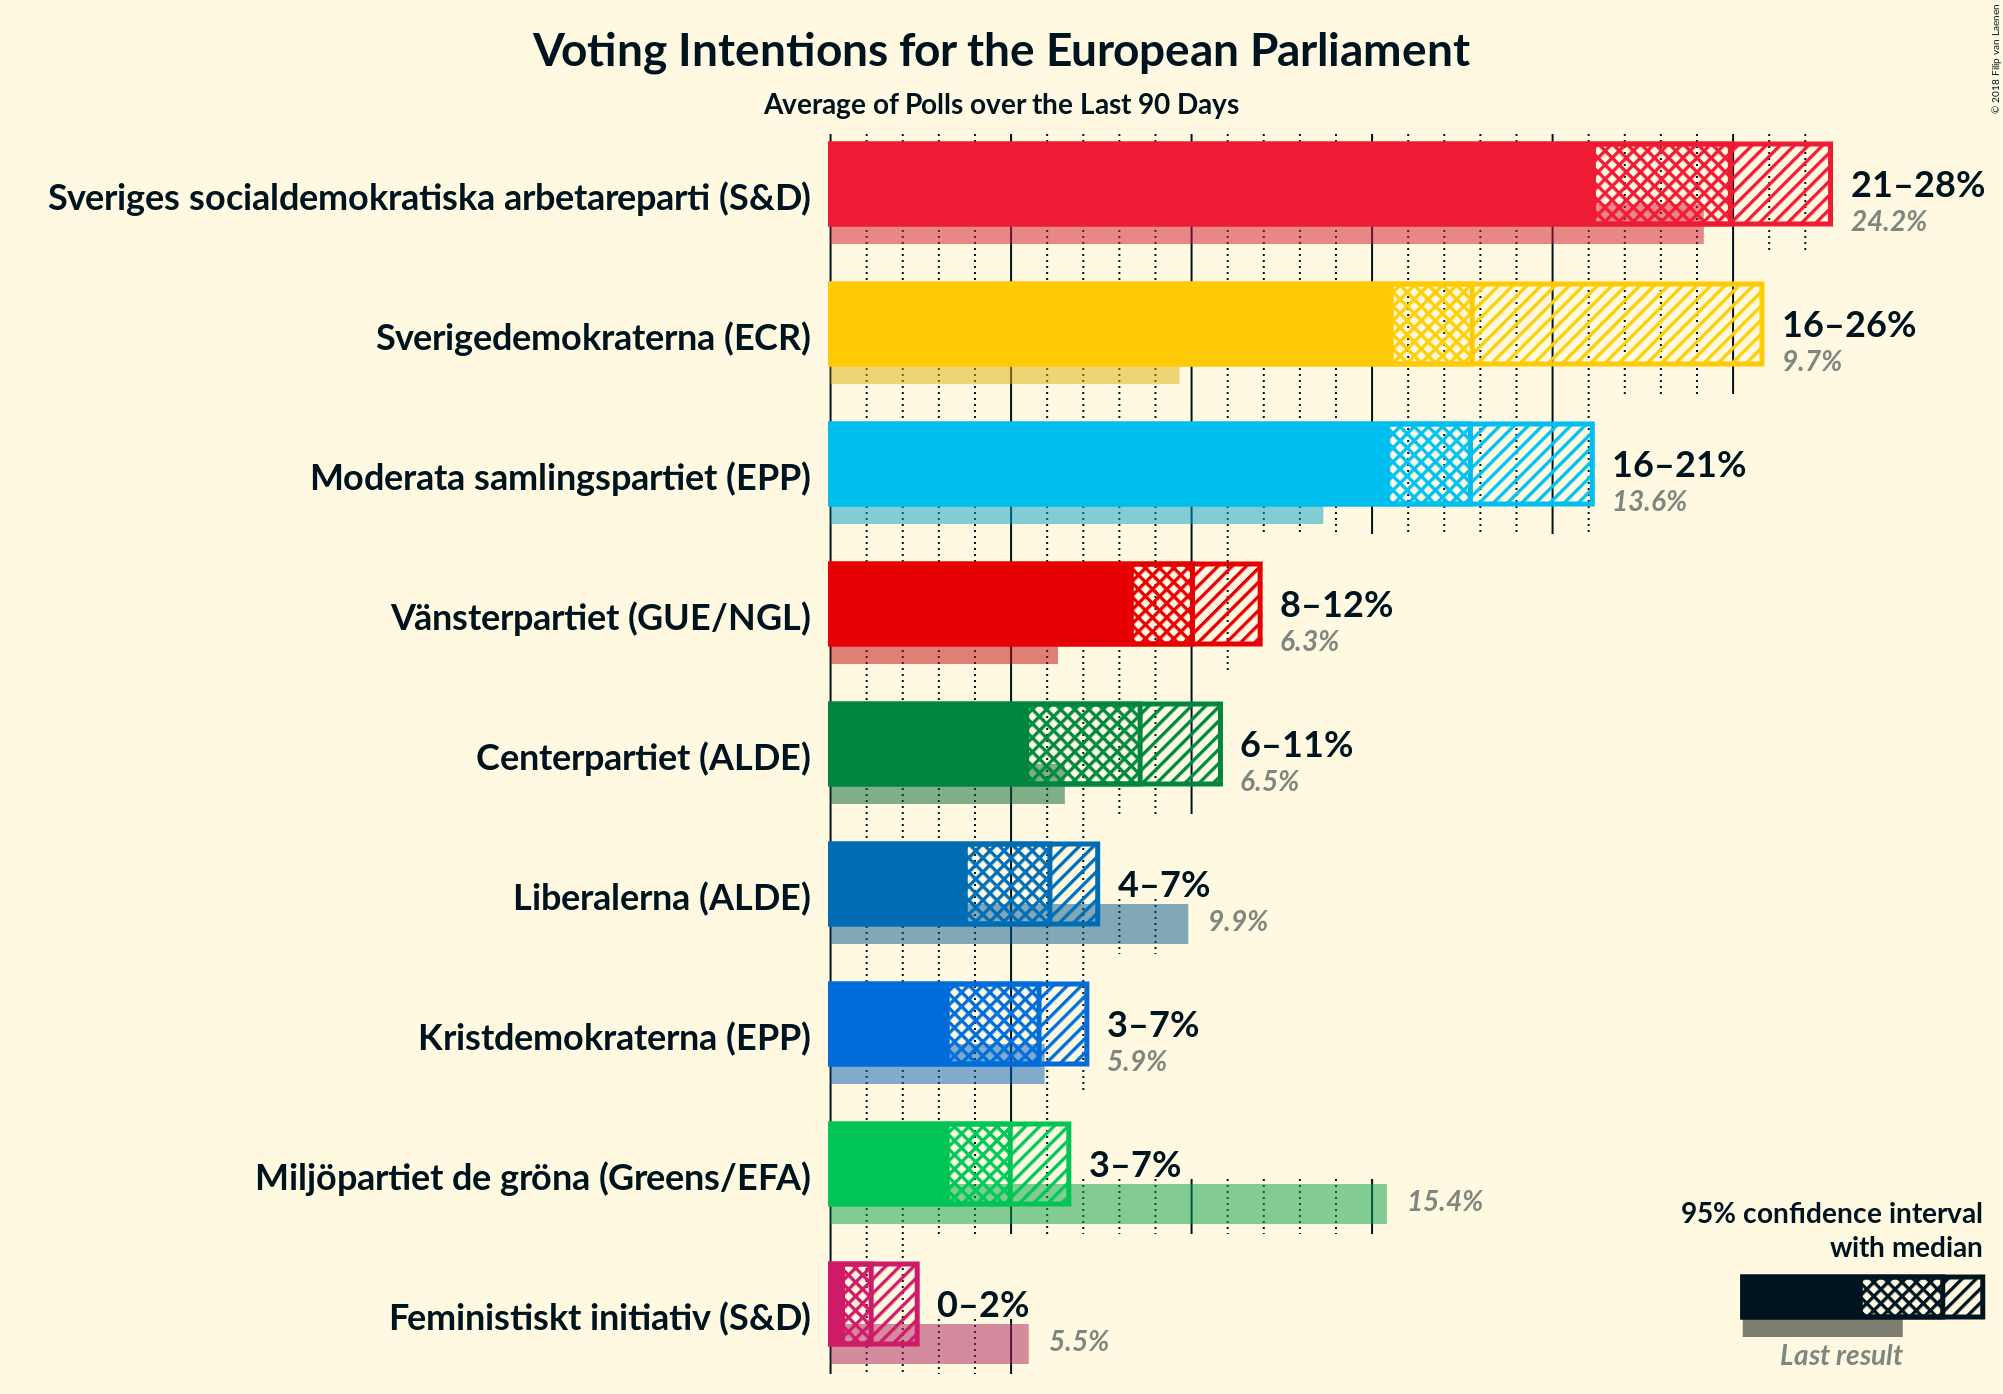 Voting Intentions for the European Parliament
Average of Polls over the Last 90 Days
© 2018 Filip van Laenen
Sveriges socialdemokratiska arbetareparti (S&D)
21–28%
24.2%
Sverigedemokraterna (ECR)
16–26%
9.7%
Moderata samlingspartiet (EPP)
16–21%
13.6%
Vänsterpartiet (GUE/NGL)
8–12%
6.3%
Centerpartiet (ALDE)
6–11%
6.5%
Liberalerna (ALDE)
4–7%
9.9%
Kristdemokraterna (EPP)
3–7%
5.9%
Miljöpartiet de gröna (Greens/EFA)
3–7%
15.4%
Feministiskt initiativ (S&D)
0–2%
5.5%
95% confidence interval
with median
Last result